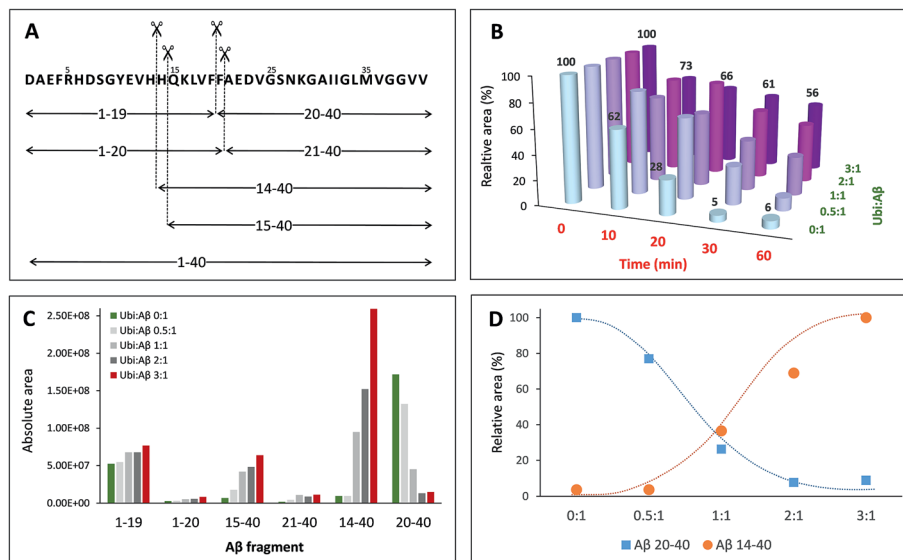 A
5 15 25 35
DAEFRHDSGYEVHHQKLVFFAEDVGSNKGAIIGLMVGGVV
1-19 20-40
1-20 21-40
14-40
15-40
1-40
B
Realtive area (%)
100
80
60
40
20
0
100
62
28
5
6
100
73
66
61
56
0 10 20 30 60
Time (min)
3:1
2:1
1:1
0.5:1
0:1
Ubi:Aβ
C
Absolute area
2.50E+08
2.00E+08
1.50E+08
1.00E+08
5.00E+07
0.00E+00
Ubi:Aβ 0:1
Ubi:Aβ 0.5:1
Ubi:Aβ 1:1
Ubi:Aβ 2:1
Ubi:Aβ 3:1
1-19 1-20 15-40 21-40 14-40 20-40
Aβ fragment
D
Relative area (%)
100
80
60
40
20
0
0:1 0.5:1 1:1 2:1 3:1
Aβ 20-40 Aβ 14-40